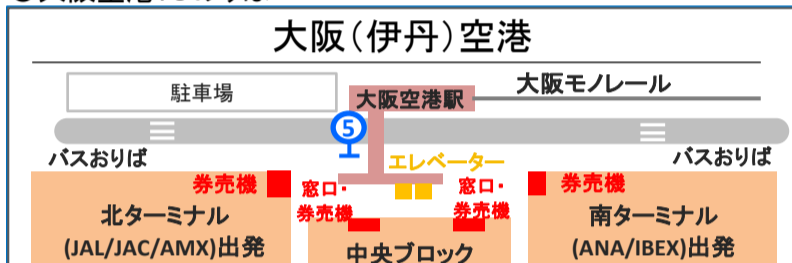 大阪(伊丹)空港
駐車場
大阪空港駅
大阪モノレール
5
バスおりば
バスおりば
エレベーター
券売機
窓口・
券売機
窓口・
券売機
券売機
北ターミナル
(JAL/JAC/AMX)出発
中央ブロック
南ターミナル
(ANA/IBEX)出発